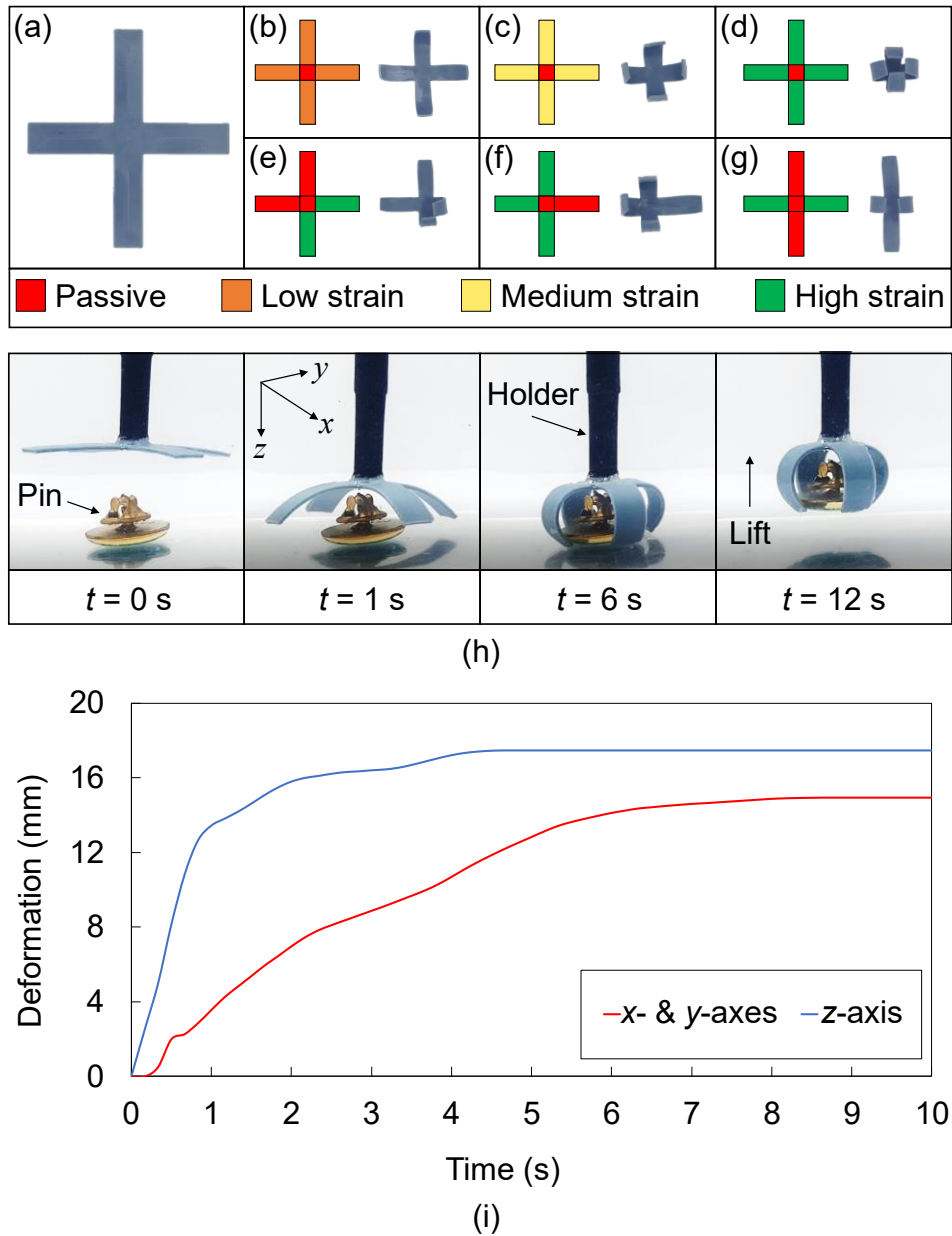 (a)
(b)
(c)
(d)
(e)
(f)
(g)
Passive
Low strain
Medium strain
High strain
Pin
y
x
z
Holder
Lift
t = 0 s
t = 1 s
t = 6 s
t = 12 s
(h)
20
16
12
8
4
0
Deformation (mm)
x- & y-axes
z-axis
0 1 2 3 4 5 6 7 8 9 10
Time (s)
(i)